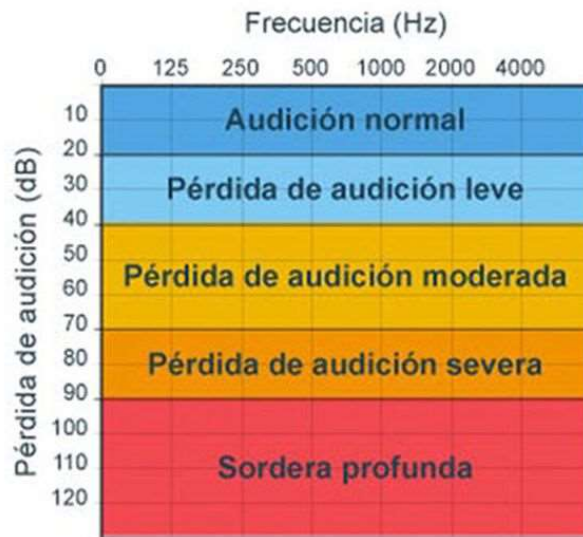 Frecuencia (Hz)
0 125 250 500 1000 2000 4000
Pérdida de audición (dB)
10
20
30
40
50
60
70
80
90
100
110
120
Audición normal
Pérdida de audición leve
Pérdida de audición moderada
Pérdida de audición severa
Sordera profunda